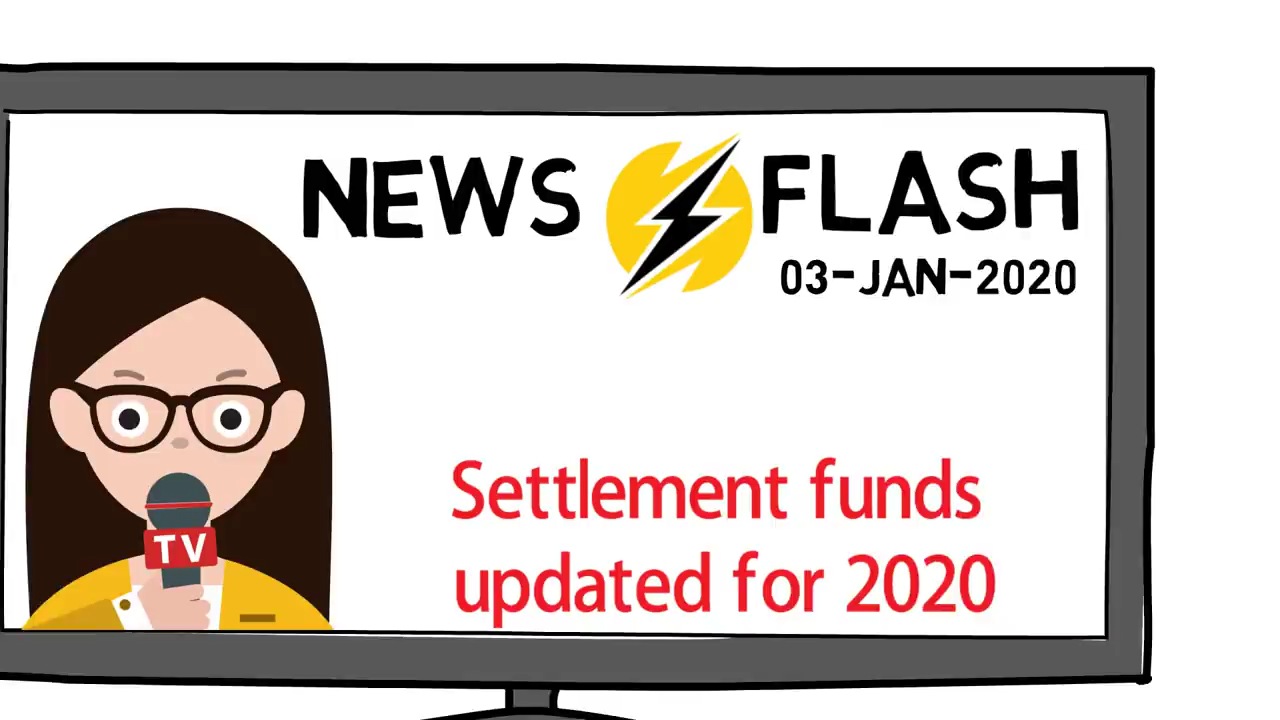 NEWS FLASH
03-JAN-2020
Settlement funds
updated for 2020
TV